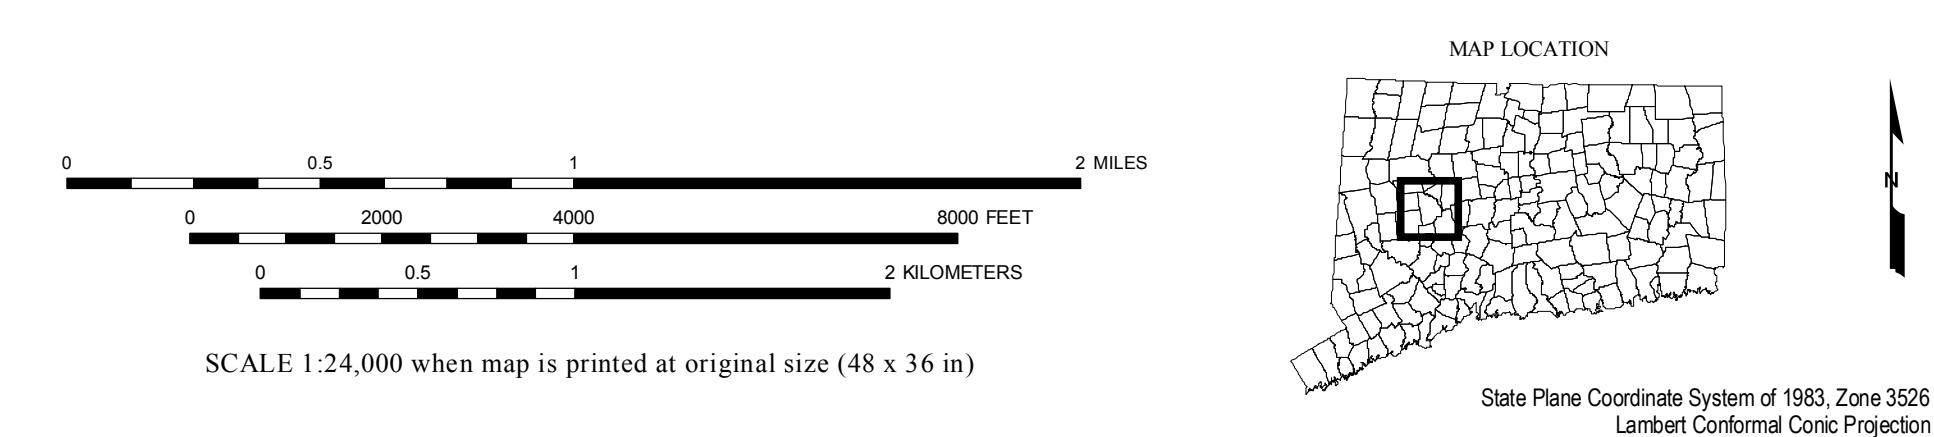 MAP LOCATION
0 0.5 1 2 MILES
0 2000 4000 8000 FEET
0 0.5 1 2 KILOMETERS
N
SCALE 1:24,000 when map is printed at original size (48 x 36 in)
State Plane Coordinate System of 1983, Zone 3526
Lambert Conformal Conic Projection